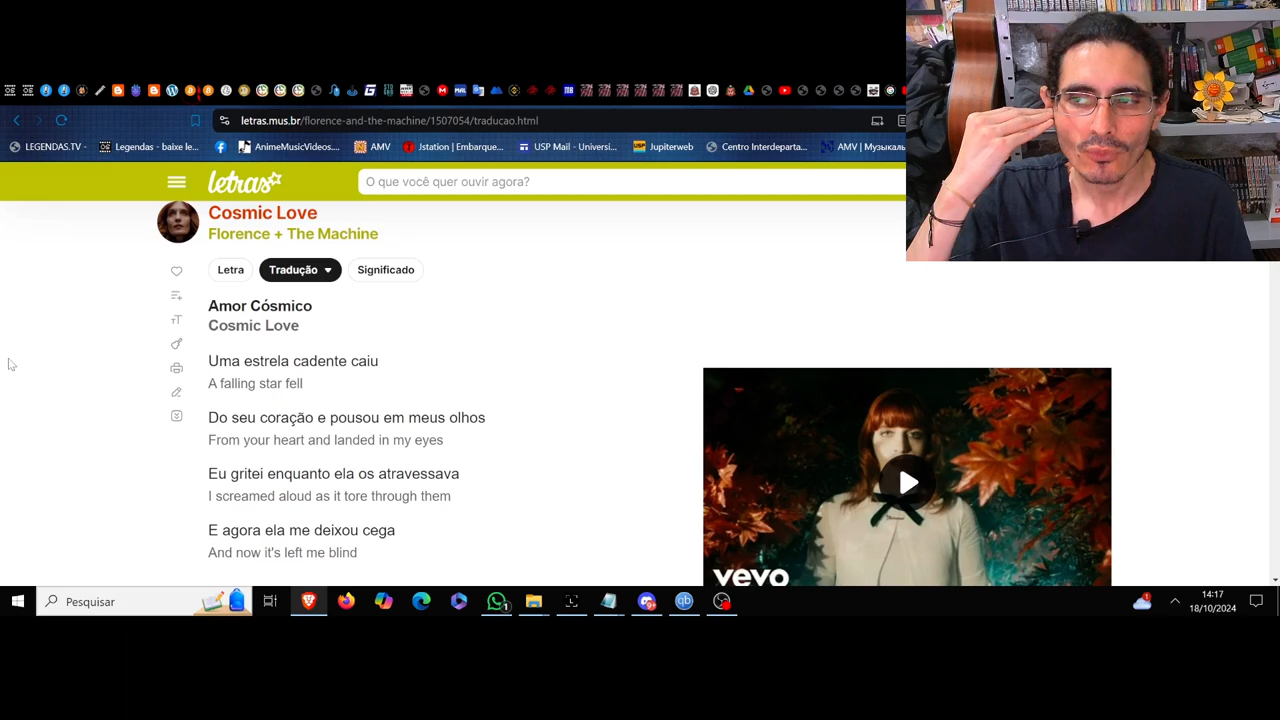 letras.mus.br/florence-and-the-machine/1507054/traducao.html
LEGENDAS.TV -
Legendas - baixe le...
AnimeMusicVideos....
AMV
Jstation | Embarque...
USP Mail - Universi...
Jupiterweb
Centro Interdeparta...
AMV | Музыкаль
letras
O que você quer ouvir agora?
Cosmic Love
Florence + The Machine
Letra
Tradução
Significado
Amor Cósmico
Cosmic Love
Uma estrela cadente caiu
A falling star fell
Do seu coração e pousou em meus olhos
From your heart and landed in my eyes
Eu gritei enquanto ela os atravessava
I screamed aloud as it tore through them
E agora ela me deixou cega
And now it's left me blind
vevo
Pesquisar
14:17
18/10/2024